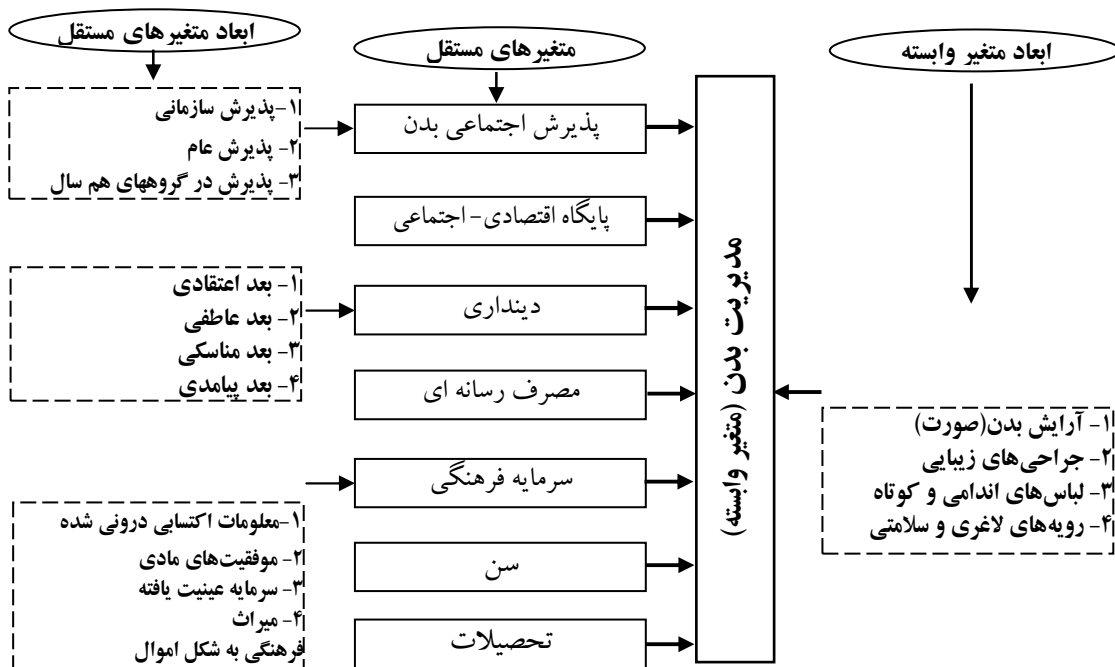 ابعاد متغیر وابسته
متغیرهای مستقل
ابعاد متغیرهای مستقل
۱- آرایش بدن(صورت)
۲- جراحی‌های زیبایی
۳- لباس‌های اندامی و کوتاه
۴- رویه‌های لاغری و سلامتی
مدیریت بدن (متغیر وابسته)
پذیرش اجتماعی بدن
پایگاه اقتصادی- اجتماعی
دینداری
مصرف رسانه ای
سرمایه فرهنگی
سن
تحصیلات
۱-پذیرش سازمانی
۲- پذیرش عام
۳- پذیرش در گروههای هم سال
۱- بعد اعتقادی
۲- بعد عاطفی
۳- بعد مناسکی
۴- بعد پیامدی
۱-معلومات اکتسابی درونی شده
۲- موفقیت‌های مادی
۳- سرمایه عینیت یافته
۴- میراث
فرهنگی به شکل اموال